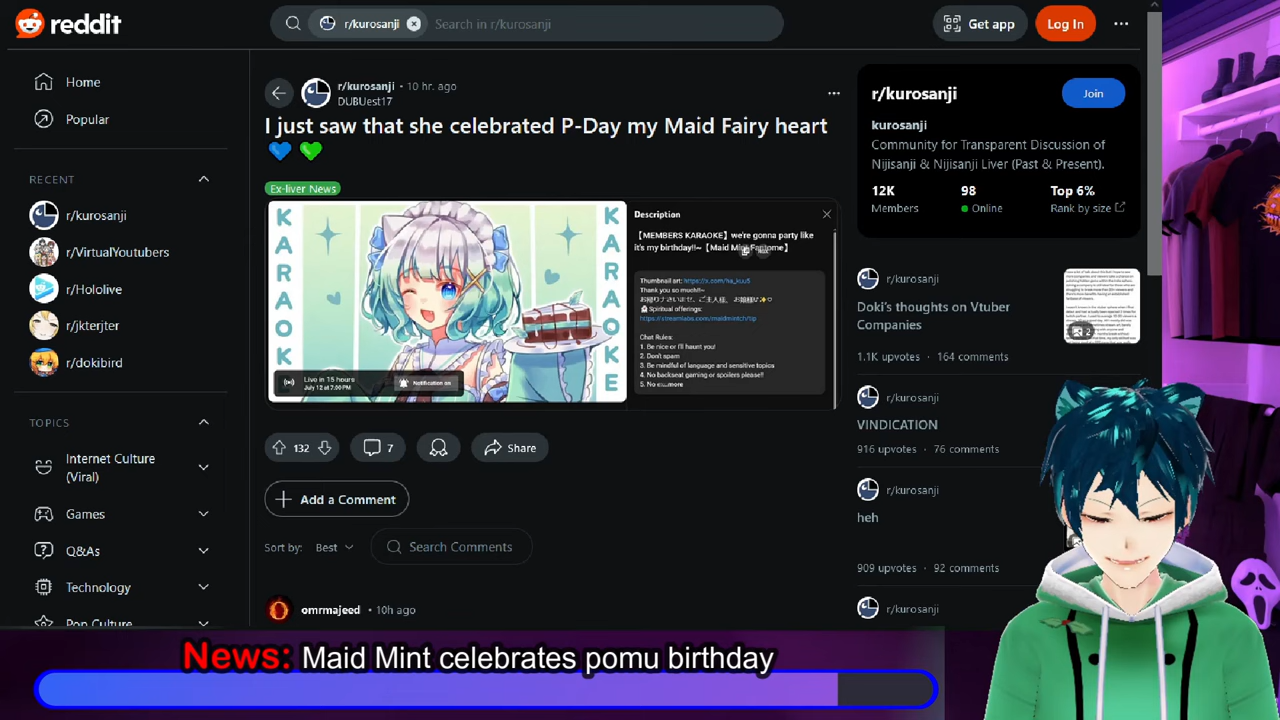 reddit
r/kurosanji
Search in r/kurosanji
Get app
Log In
Home
Popular
RECENT
r/kurosanji
r/VirtualYoutubers
r/Hololive
r/jkterjter
r/dokibird
TOPICS
Internet Culture
(Viral)
Games
Q&As
Technology
Pop Culture
r/kurosanji • 10 hr. ago
DUBUest17
I just saw that she celebrated P-Day my Maid Fairy heart
💙 💚
Ex-liver News
KARAOKE
KARAOKE
Live in 15 hours
July 12 at 7:00 PM
Notification on
Description
【MEMBERS KARAOKE】we're gonna party like
it's my birthday!!~【Maid Mint Fantome】
Thumbnail art:
Thank you so much!!~
Spiritual offerings:
Chat Rules:
1. Be nice or I'll haunt you!
2. Don't spam
3. Be mindful of language and sensitive topics
4. No backseat gaming or spoilers please!!
132
7
Share
Add a Comment
Sort by: Best
Search Comments
omrmajeed • 10h ago
r/kurosanji
Join
kurosanji
Community for Transparent Discussion of
Nijisanji & Nijisanji Liver (Past & Present).
12K 98 Top 6%
Members Online Rank by size
r/kurosanji
Doki's thoughts on Vtuber
Companies
1.1K upvotes • 164 comments
r/kurosanji
VINDICATION
916 upvotes • 76 comments
r/kurosanji
heh
909 upvotes • 92 comments
r/kurosanji
News: Maid Mint celebrates pomu birthday